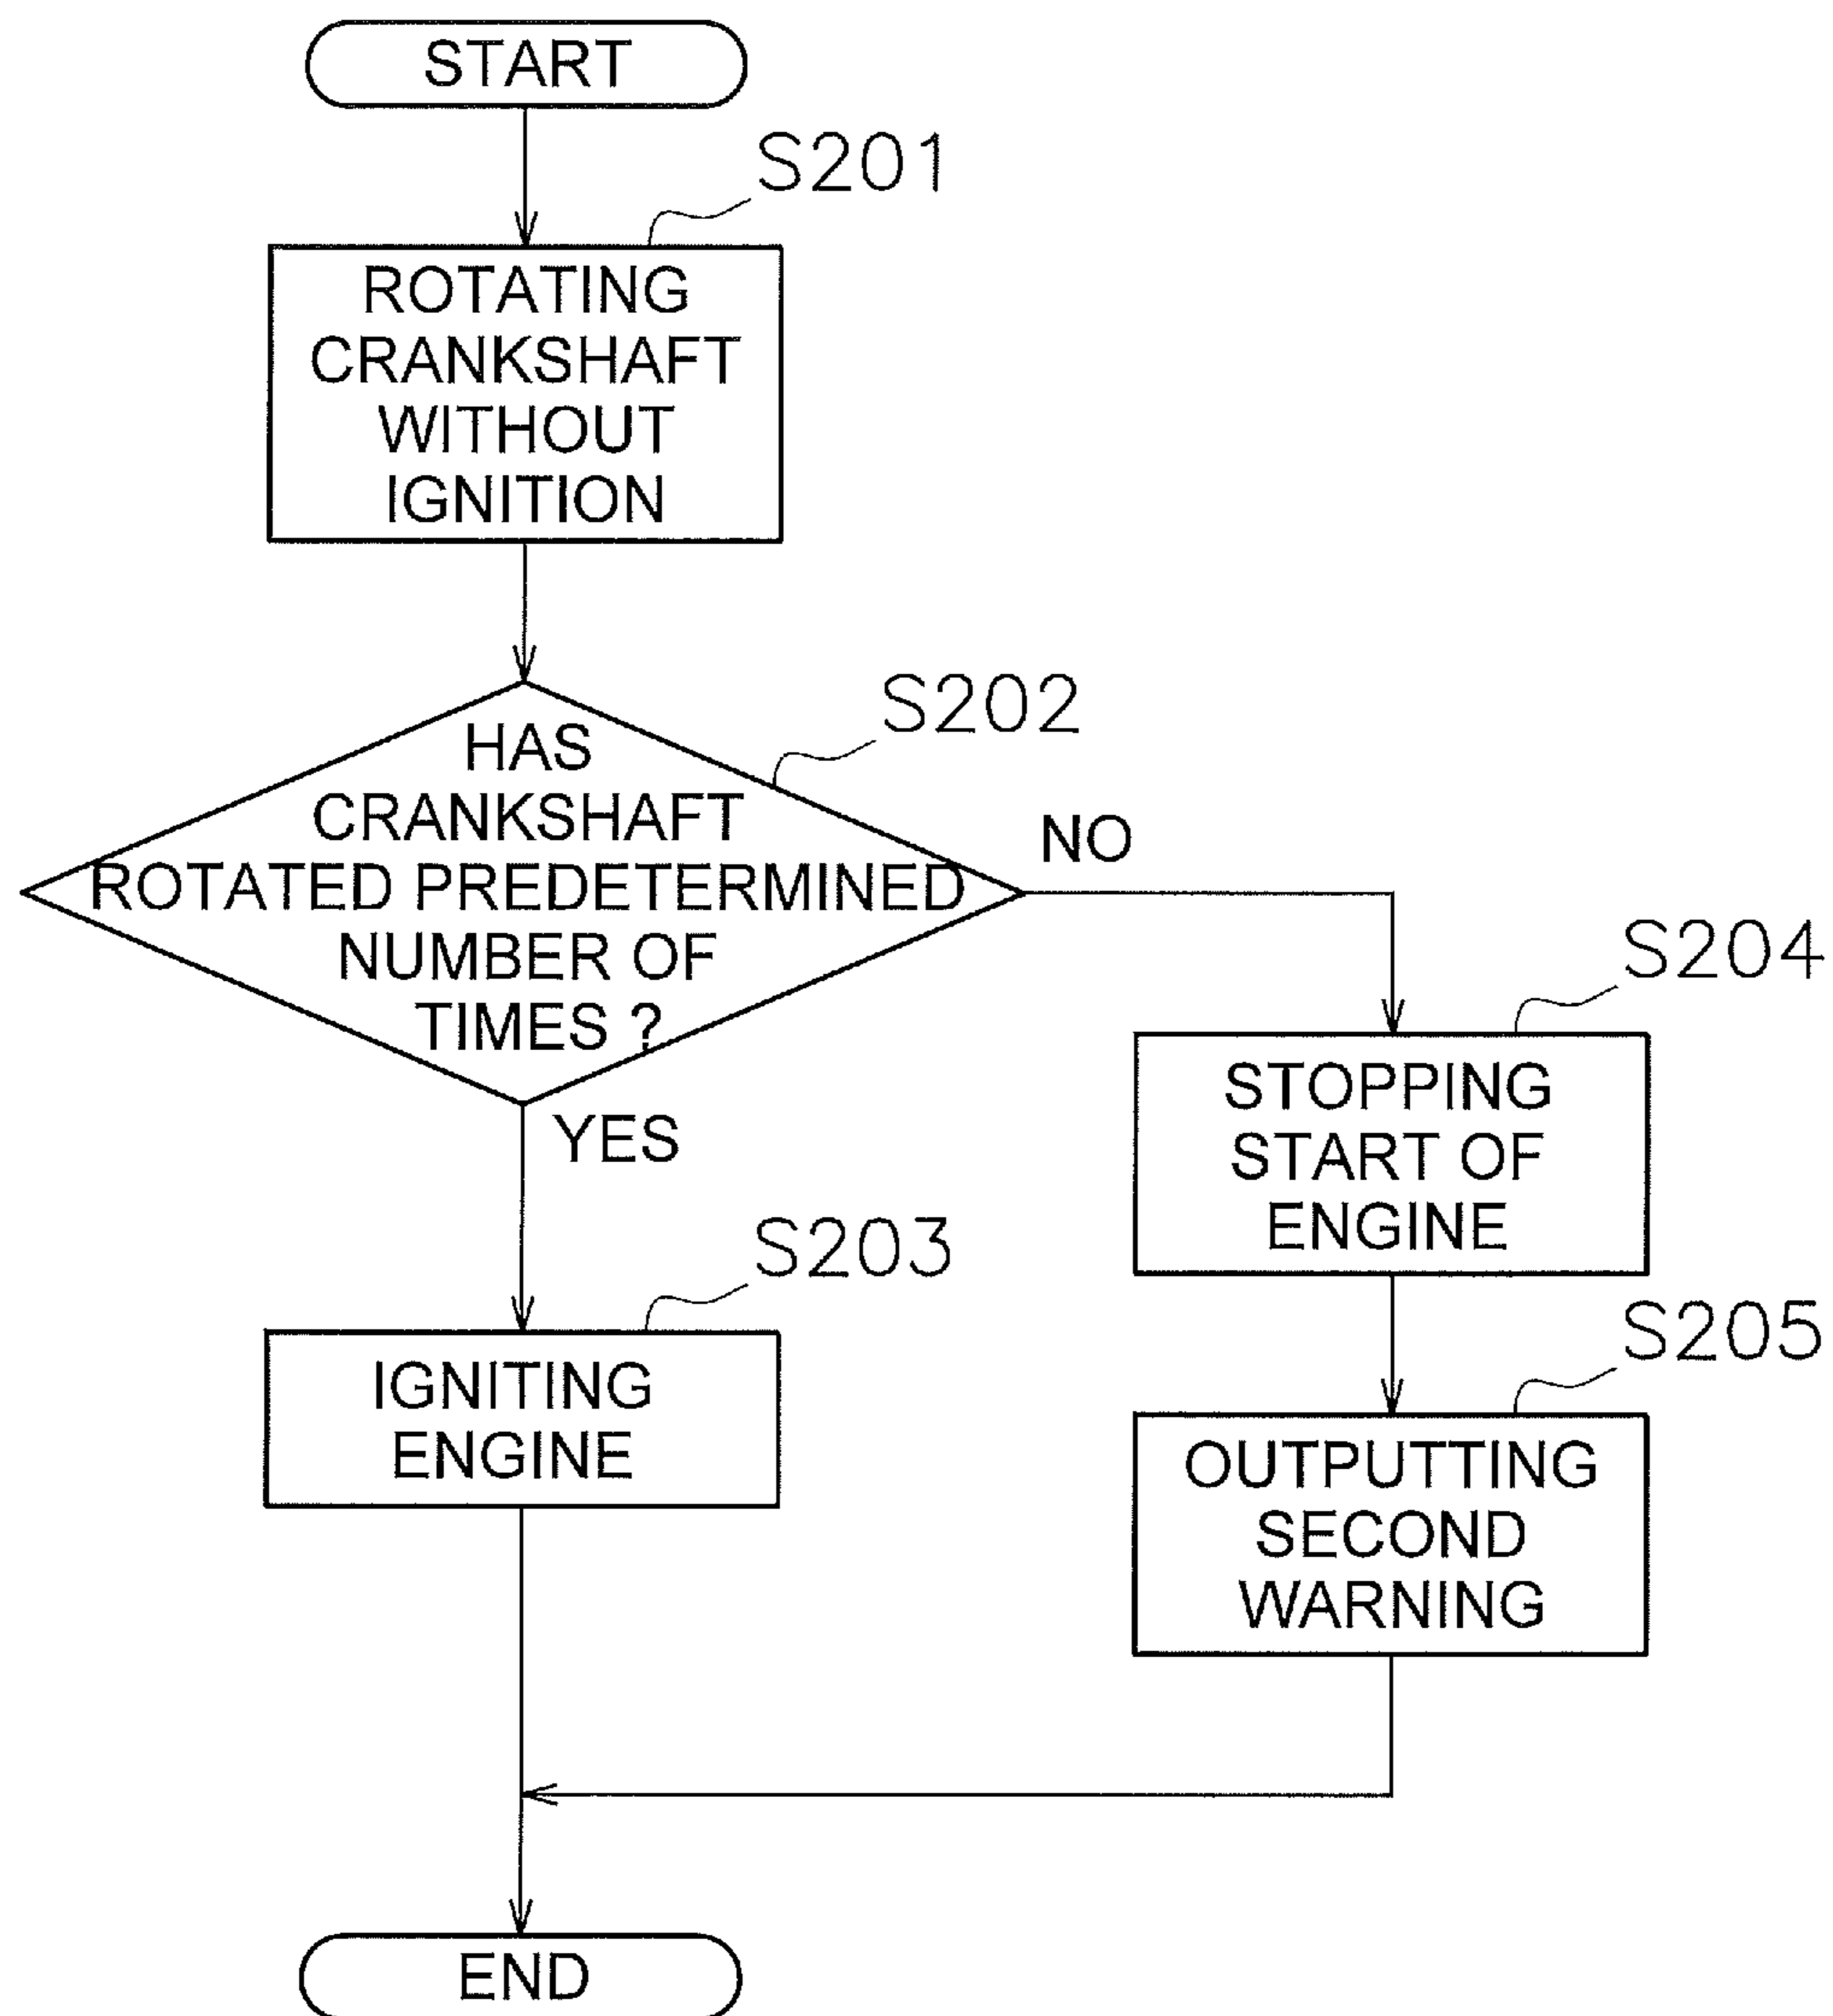 START
S201
ROTATING
CRANKSHAFT
WITHOUT
IGNITION
S202
HAS
CRANKSHAFT
ROTATED PREDETERMINED
NUMBER OF
TIMES ?
NO
YES
S204
STOPPING
START OF
ENGINE
S203
IGNITING
ENGINE
S205
OUTPUTTING
SECOND
WARNING
END